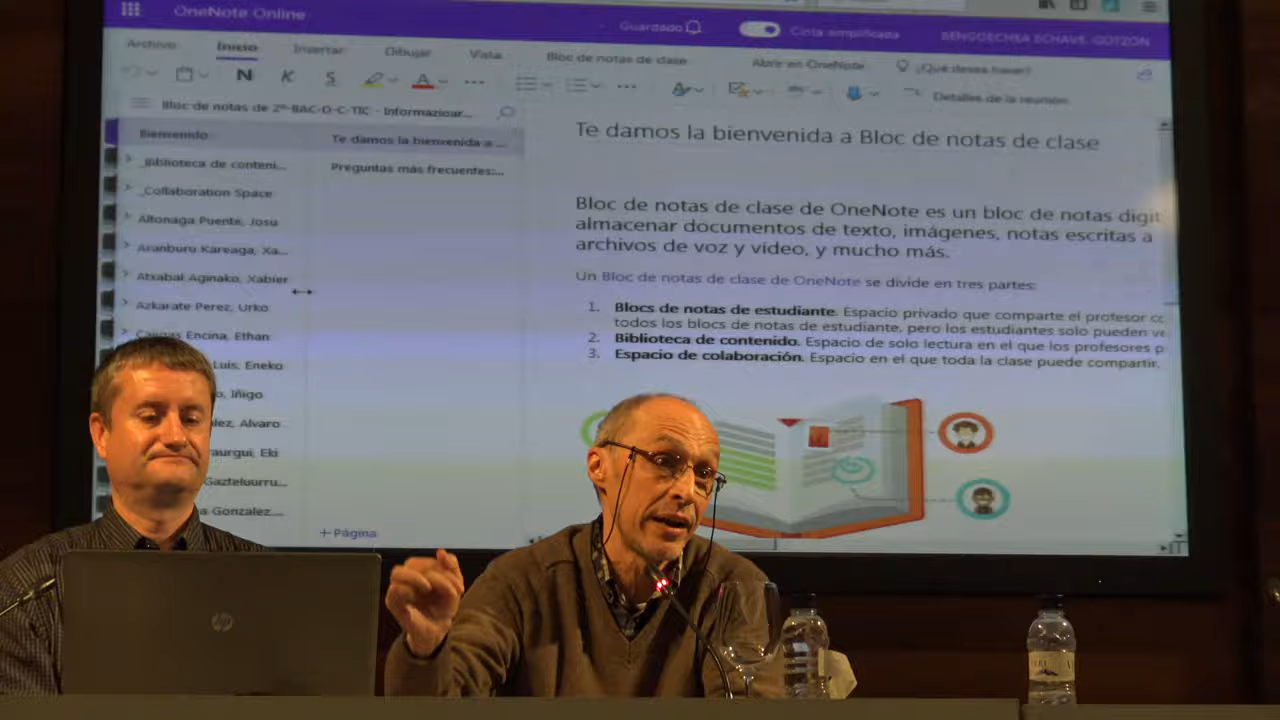 OneNote Online
Guardado
Cinta simplificada
BENGOECHEA ECHAVE, GOTZON
Archivo Inicio Insertar Dibujar Vista Bloc de notas de clase Abrir en OneNote ¿Qué desea hacer?
N K S A Detalles de la reunión
Bloc de notas de 2º-BAC-D-C-TIC - Informazioar...
Bienvenido
_Biblioteca de conteni...
_Collaboration Space
Altonaga Puente, Josu
Aranburu Kareaga, Xa...
Atxabal Aginako, Xabier
Azkarate Perez, Urko
Encina, Ethan
Luis, Eneko
Iñigo
Alvaro
Eki
Gazteluurru...
Gonzalez...
Te damos la bienvenida a ...
Preguntas más frecuentes:...
+ Página
Te damos la bienvenida a Bloc de notas de clase
Bloc de notas de clase de OneNote es un bloc de notas digit
almacenar documentos de texto, imágenes, notas escritas a
archivos de voz y vídeo, y mucho más.
Un Bloc de notas de clase de OneNote se divide en tres partes:
1. Blocs de notas de estudiante. Espacio privado que comparte el profesor cc
todos los blocs de notas de estudiante, pero los estudiantes solo pueden ve
2. Biblioteca de contenido. Espacio de solo lectura en el que los profesores p
3. Espacio de colaboración. Espacio en el que toda la clase puede compartir,
hp